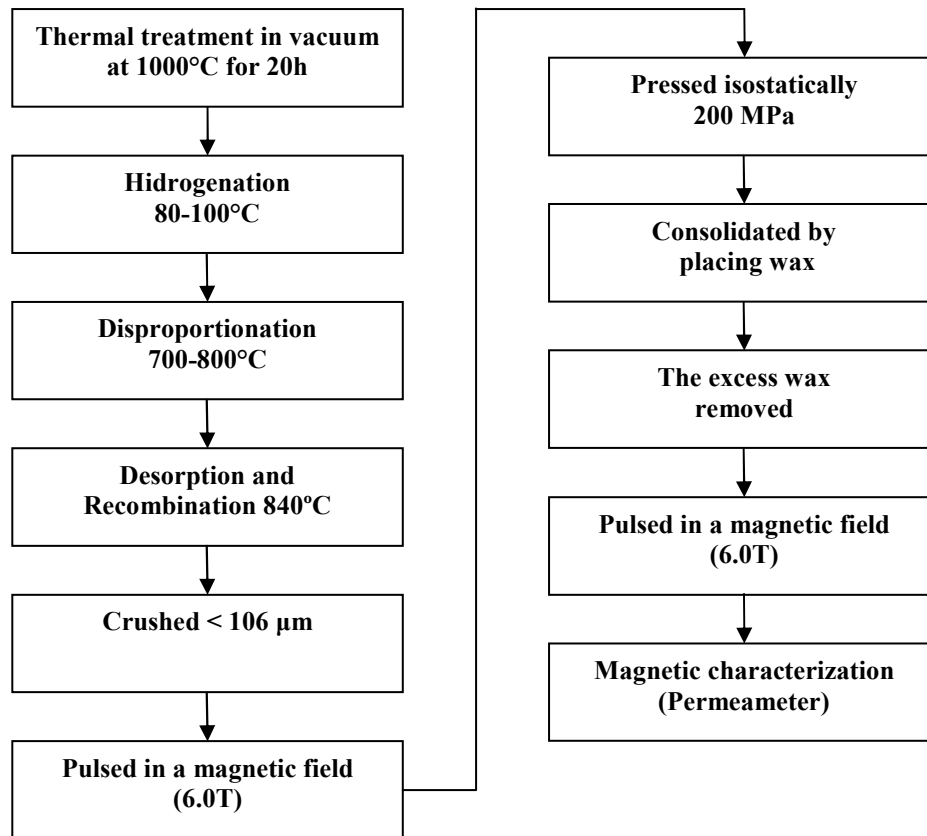 Thermal treatment in vacuum
at 1000°C for 20h
Hidrogenation
80-100°C
Disproportionation
700-800°C
Desorption and
Recombination 840ºC
Crushed < 106 µm
Pulsed in a magnetic field
(6.0T)
Pressed isostatically
200 MPa
Consolidated by
placing wax
The excess wax
removed
Pulsed in a magnetic field
(6.0T)
Magnetic characterization
(Permeameter)